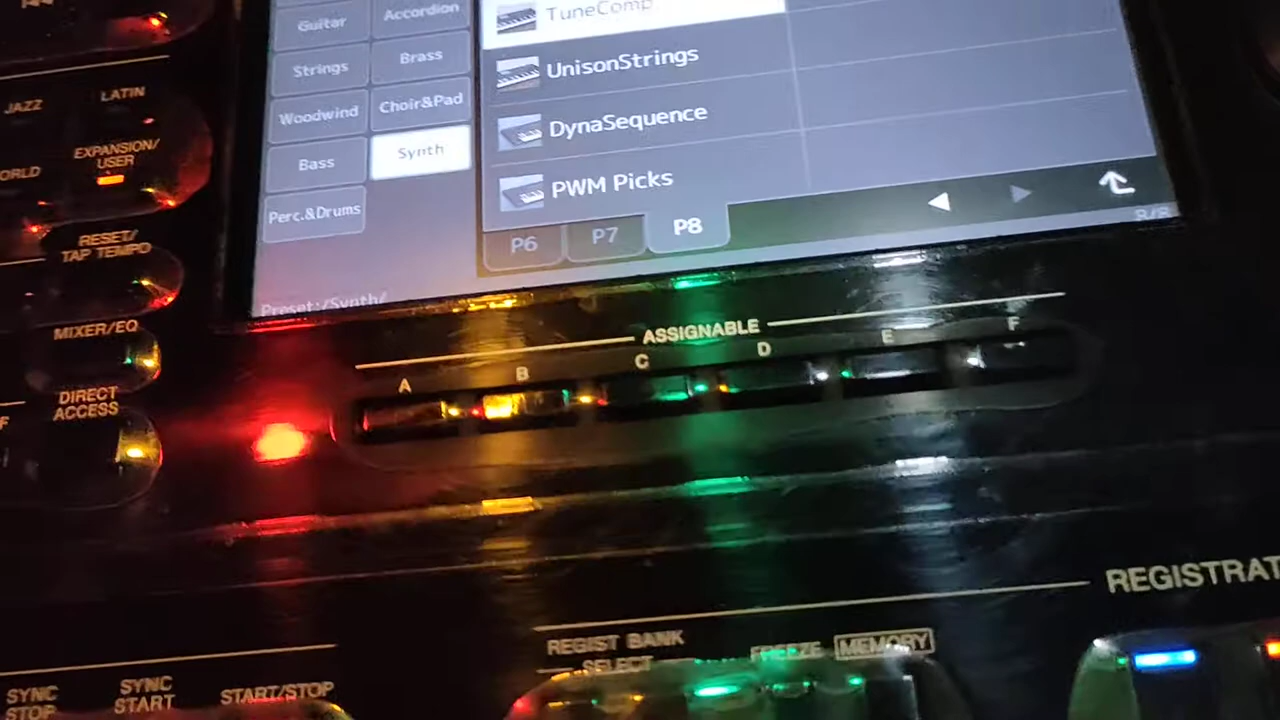 Guitar
Accordion
TuneComp.
Strings
Brass
UnisonStrings
JAZZ
LATIN
Woodwind
Choir&Pad
DynaSequence
EXPANSION/
USER
Bass
Synth
PWM Picks
ORLD
Perc.&Drums
P6
P7
P8
8/8
RESET/
TAP TEMPO
Preset:/Synth/
MIXER/EQ
ASSIGNABLE
A
B
C
D
E
F
DIRECT
ACCESS
F
REGISTRAT
REGIST BANK
SELECT
FREEZE
MEMORY
SYNC
STOP
SYNC
START
START/STOP